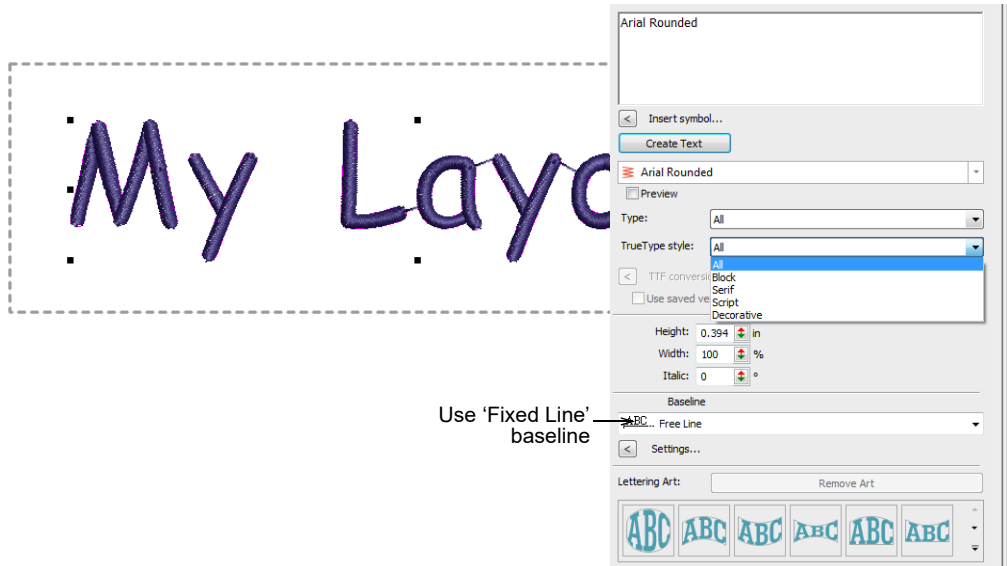 Arial Rounded
Insert symbol...
Create Text
My Layo
Arial Rounded
Preview
Type: All
TrueType style: All
All
Block
Serif
Script
Decorative
TTF conversi
Use saved ve
Height: 0.394 in
Width: 100 %
Italic: 0 °
Baseline
Use ‘Fixed Line’
baseline
ABC ... Free Line
Settings...
Lettering Art: Remove Art
ABC ABC ABC ABC ABC ABC